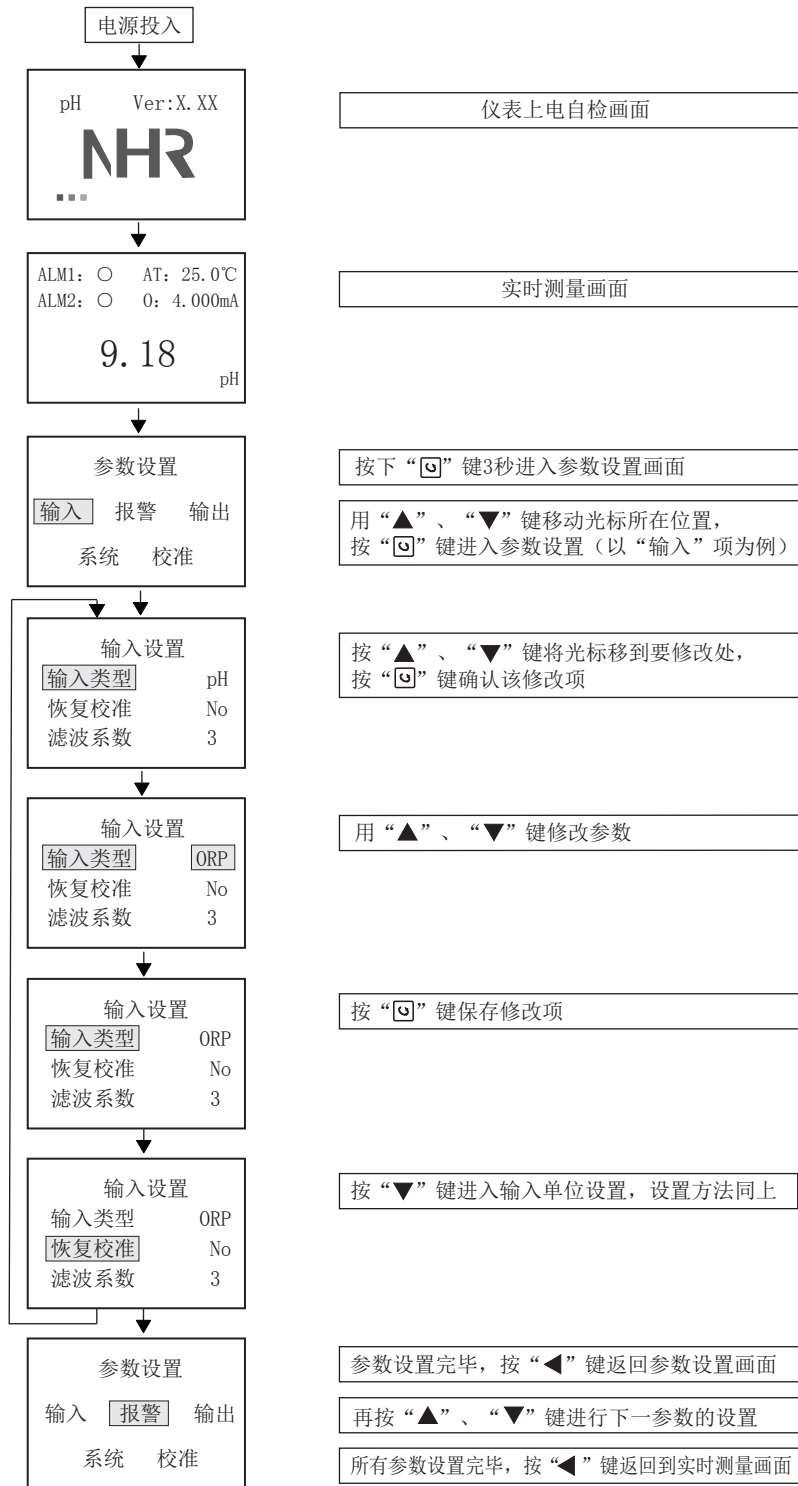 电源投入
pH Ver:X.XX
NHR
仪表上电自检画面
ALM1: ○ AT: 25.0℃
ALM2: ○ O: 4.000mA
9.18
pH
实时测量画面
参数设置
输入 报警 输出
系统 校准
按下“”键3秒进入参数设置画面
用“▲”、“▼”键移动光标所在位置，
按“”键进入参数设置（以“输入”项为例）
输入设置
输入类型 pH
恢复校准 No
滤波系数 3
按“▲”、“▼”键将光标移到要修改处，
按“”键确认该修改项
输入设置
输入类型 ORP
恢复校准 No
滤波系数 3
用“▲”、“▼”键修改参数
输入设置
输入类型 ORP
恢复校准 No
滤波系数 3
按“”键保存修改项
输入设置
输入类型 ORP
恢复校准 No
滤波系数 3
按“▼”键进入输入单位设置，设置方法同上
参数设置
输入 报警 输出
系统 校准
参数设置完毕，按“◀”键返回参数设置画面
再按“▲”、“▼”键进行下一参数的设置
所有参数设置完毕，按“◀”键返回到实时测量画面